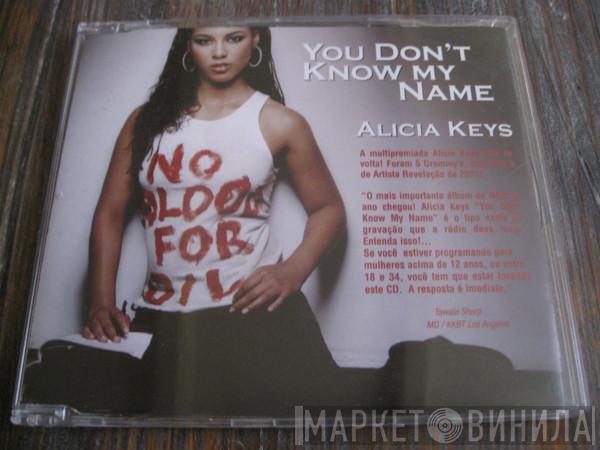 YOU DON'T
KNOW MY
NAME
ALICIA KEYS
A multipremiada Alicia Keys está de
volta! Foram 5 Grammy's,
de Artista Revelação de
"O mais importante álbum de
ano chegou! Alicia Keys "You Don't
Know My Name" é o tipo exato de
gravação que a rádio deve
Entenda isso!...
Se você estiver programando para
mulheres acima de 12 anos, ou entre
18 e 34, você tem que estar
este CD. A resposta é imediata."
Tawala Sharp
MD / KKBT Los Angeles
NO
BLOOD
FOR
OIL
МАРКЕТ ВИНИЛА